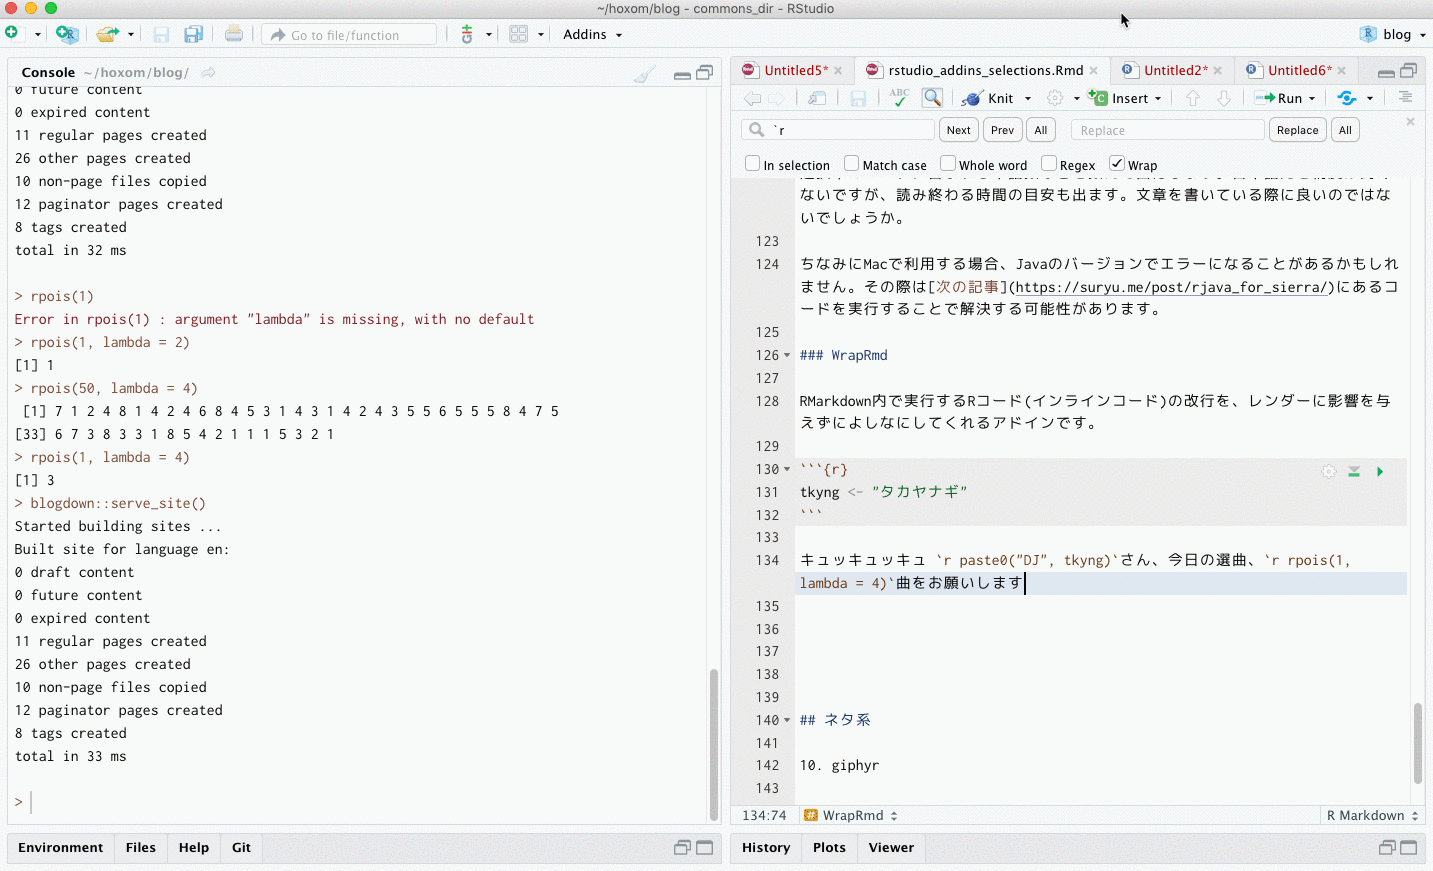 ~/hoxom/blog - commons_dir - RStudio
Go to file/function
Addins
blog
Console ~/hoxom/blog/
0 future content
0 expired content
11 regular pages created
26 other pages created
10 non-page files copied
12 paginator pages created
8 tags created
total in 32 ms
> rpois(1)
Error in rpois(1) : argument "lambda" is missing, with no default
> rpois(1, lambda = 2)
[1] 1
> rpois(50, lambda = 4)
[1] 7 1 2 4 8 1 4 2 4 6 8 4 5 3 1 4 3 1 4 2 4 3 5 5 6 5 5 5 8 4 7 5
[33] 6 7 3 8 3 3 1 8 5 4 2 1 1 1 5 3 2 1
> rpois(1, lambda = 4)
[1] 3
> blogdown::serve_site()
Started building sites ...
Built site for language en:
0 draft content
0 future content
0 expired content
11 regular pages created
26 other pages created
10 non-page files copied
12 paginator pages created
8 tags created
total in 33 ms
>
Environment Files Help Git
Untitled5* rstudio_addins_selections.Rmd Untitled2* Untitled6*
ABC Knit Insert Run
`r Next Prev All Replace Replace All
In selection Match case Whole word Regex Wrap
ないですが、読み終わる時間の目安も出ます。文章を書いている際に良いのではな
いでしょうか。
123
124 ちなみにMacで利用する場合、Javaのバージョンでエラーになることがあるかもしれ
ません。その際は[次の記事](https://suryu.me/post/rjava_for_sierra/)にあるコ
ードを実行することで解決する可能性があります。
125
126 ### WrapRmd
127
128 RMarkdown内で実行するRコード(インラインコード)の改行を、レンダーに影響を与
えずによしなにしてくれるアドインです。
129
130 ```{r}
131 tkyng <- "タカヤナギ"
132 ```
133
134 キュッキュッキュ `r paste0("DJ", tkyng)`さん、今日の選曲、`r rpois(1,
lambda = 4)`曲をお願いします
135
136
137
138
139
140 ## ネタ系
141
142 10. giphyr
143
134:74 WrapRmd R Markdown
History Plots Viewer